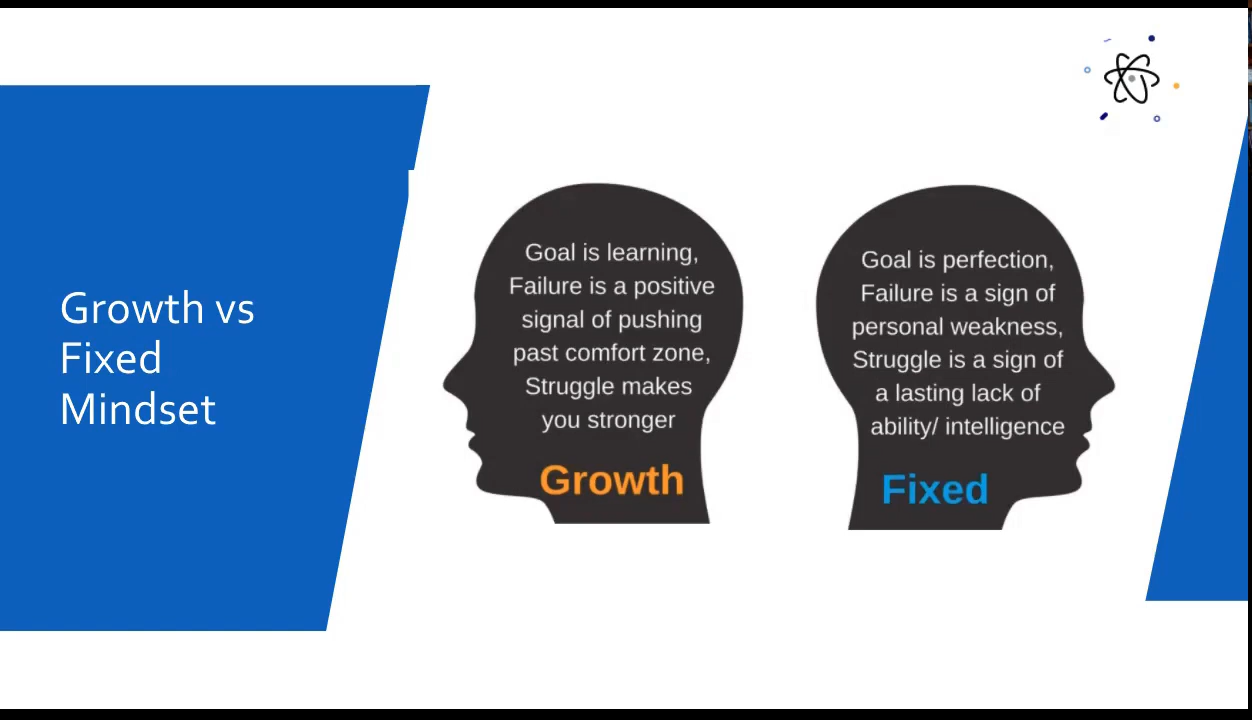 Growth vs
Fixed
Mindset
Goal is learning,
Failure is a positive
signal of pushing
past comfort zone,
Struggle makes
you stronger
Growth
Goal is perfection,
Failure is a sign of
personal weakness,
Struggle is a sign of
a lasting lack of
ability/ intelligence
Fixed